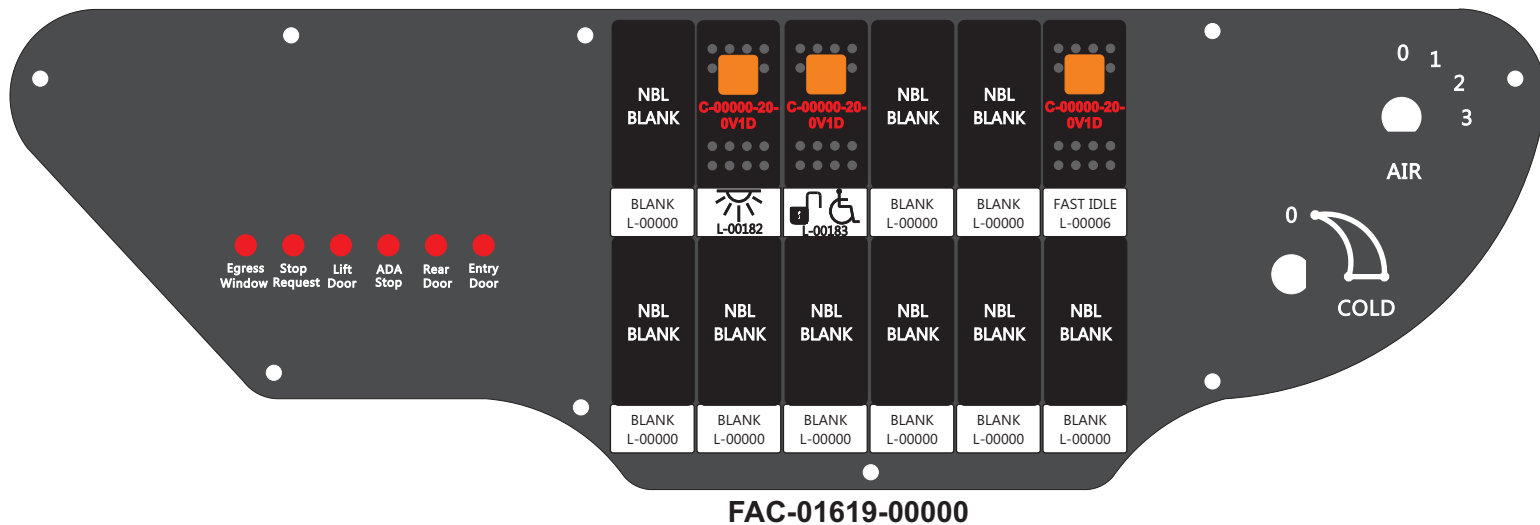 NBL
BLANK
C-00000-20-
0V1D
C-00000-20-
0V1D
NBL
BLANK
NBL
BLANK
C-00000-20-
0V1D
0
1
2
3
AIR
BLANK
L-00000
L-00182
L-00183
BLANK
L-00000
BLANK
L-00000
FAST IDLE
L-00006
0
COLD
Egress
Window
Stop
Request
Lift
Door
ADA
Stop
Rear
Door
Entry
Door
NBL
BLANK
NBL
BLANK
NBL
BLANK
NBL
BLANK
NBL
BLANK
NBL
BLANK
BLANK
L-00000
BLANK
L-00000
BLANK
L-00000
BLANK
L-00000
BLANK
L-00000
BLANK
L-00000
FAC-01619-00000